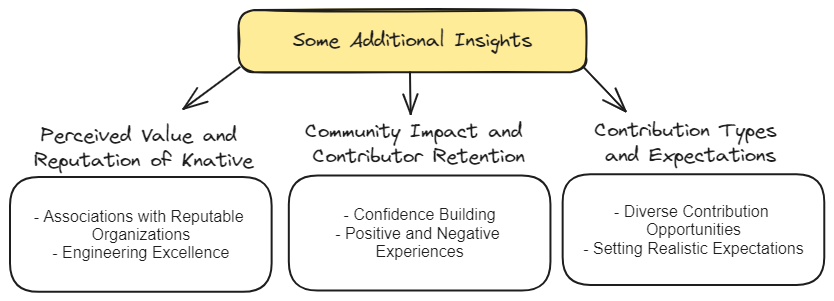 Some Additional Insights
Perceived Value and
Reputation of Knative
- Associations with Reputable
Organizations
- Engineering Excellence
Community Impact and
Contributor Retention
- Confidence Building
- Positive and Negative
Experiences
Contribution Types
and Expectations
- Diverse Contribution
Opportunities
- Setting Realistic Expectations